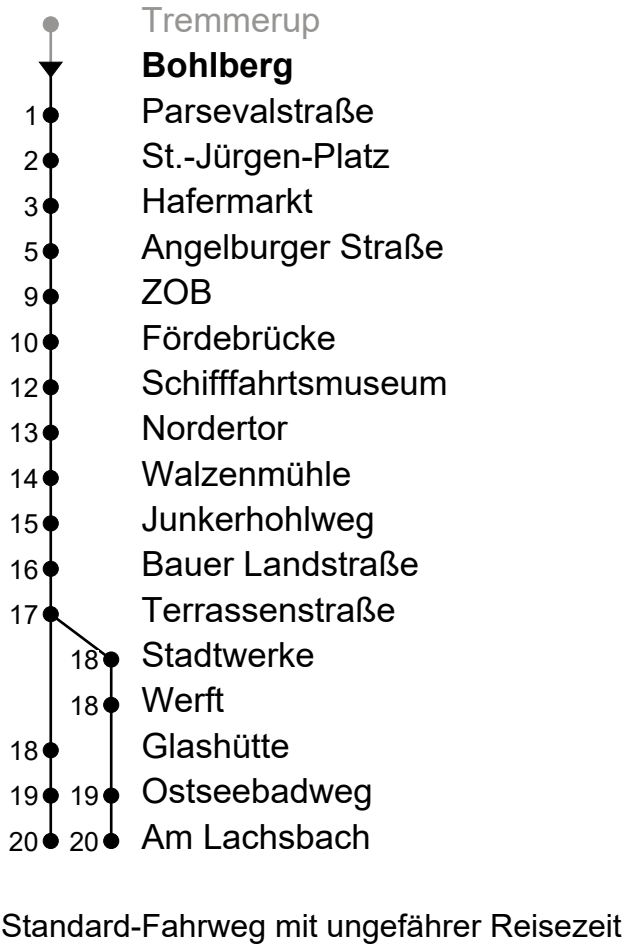 Tremmerup
Bohlberg
1 Parsevalstraße
2 St.-Jürgen-Platz
3 Hafermarkt
5 Angelburger Straße
9 ZOB
10 Fördebrücke
12 Schifffahrtsmuseum
13 Nordertor
14 Walzenmühle
15 Junkerhohlweg
16 Bauer Landstraße
17 Terrassenstraße
18 Stadtwerke
18 Werft
18 Glashütte
19 19 Ostseebadweg
20 20 Am Lachsbach
Standard-Fahrweg mit ungefährer Reisezeit